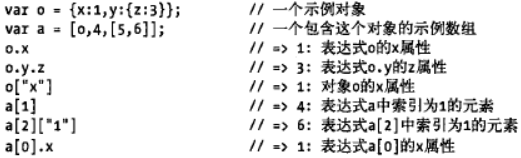 var o = {x:1,y:{z:3}}; // 一个示例对象
var a = [o,4,[5,6]]; // 一个包含这个对象的示例数组
o.x // => 1: 表达式o的x属性
o.y.z // => 3: 表达式o.y的z属性
o["x"] // => 1: 对象o的x属性
a[1] // => 4: 表达式a中索引为1的元素
a[2]["1"] // => 6: 表达式a[2]中索引为1的元素
a[0].x // => 1: 表达式a[0]的x属性